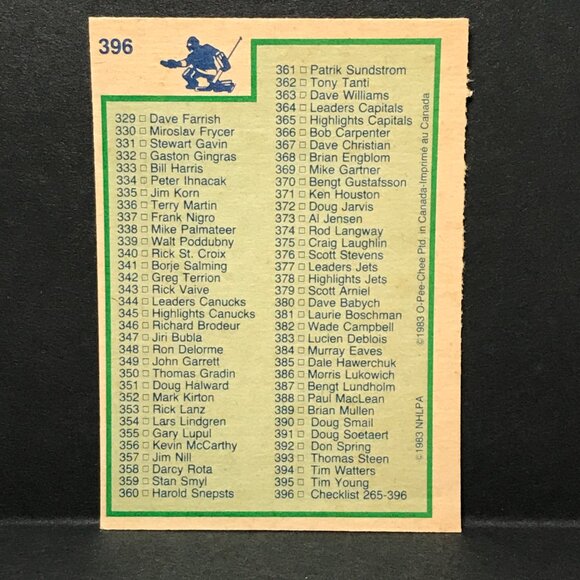 396
329 □ Dave Farrish
330 □ Miroslav Frycer
331 □ Stewart Gavin
332 □ Gaston Gingras
333 □ Bill Harris
334 □ Peter Ihnacak
335 □ Jim Korn
336 □ Terry Martin
337 □ Frank Nigro
338 □ Mike Palmateer
339 □ Walt Poddubny
340 □ Rick St. Croix
341 □ Borje Salming
342 □ Greg Terrion
343 □ Rick Vaive
344 □ Leaders Canucks
345 □ Highlights Canucks
346 □ Richard Brodeur
347 □ Jiri Bubla
348 □ Ron Delorme
349 □ John Garrett
350 □ Thomas Gradin
351 □ Doug Halward
352 □ Mark Kirton
353 □ Rick Lanz
354 □ Lars Lindgren
355 □ Gary Lupul
356 □ Kevin McCarthy
357 □ Jim Nill
358 □ Darcy Rota
359 □ Stan Smyl
360 □ Harold Snepsts
361 □ Patrik Sundstrom
362 □ Tony Tanti
363 □ Dave Williams
364 □ Leaders Capitals
365 □ Highlights Capitals
366 □ Bob Carpenter
367 □ Dave Christian
368 □ Brian Engblom
369 □ Mike Gartner
370 □ Bengt Gustafsson
371 □ Ken Houston
372 □ Doug Jarvis
373 □ Al Jensen
374 □ Rod Langway
375 □ Craig Laughlin
376 □ Scott Stevens
377 □ Leaders Jets
378 □ Highlights Jets
379 □ Scott Arniel
380 □ Dave Babych
381 □ Laurie Boschman
382 □ Wade Campbell
383 □ Lucien Deblois
384 □ Murray Eaves
385 □ Dale Hawerchuk
386 □ Morris Lukowich
387 □ Bengt Lundholm
388 □ Paul MacLean
389 □ Brian Mullen
390 □ Doug Smail
391 □ Doug Soetaert
392 □ Don Spring
393 □ Thomas Steen
394 □ Tim Watters
395 □ Tim Young
396 □ Checklist 265-396
©1983 NHLPA ©1983 O-Pee-Chee Ptd. in Canada-Imprimé au Canada